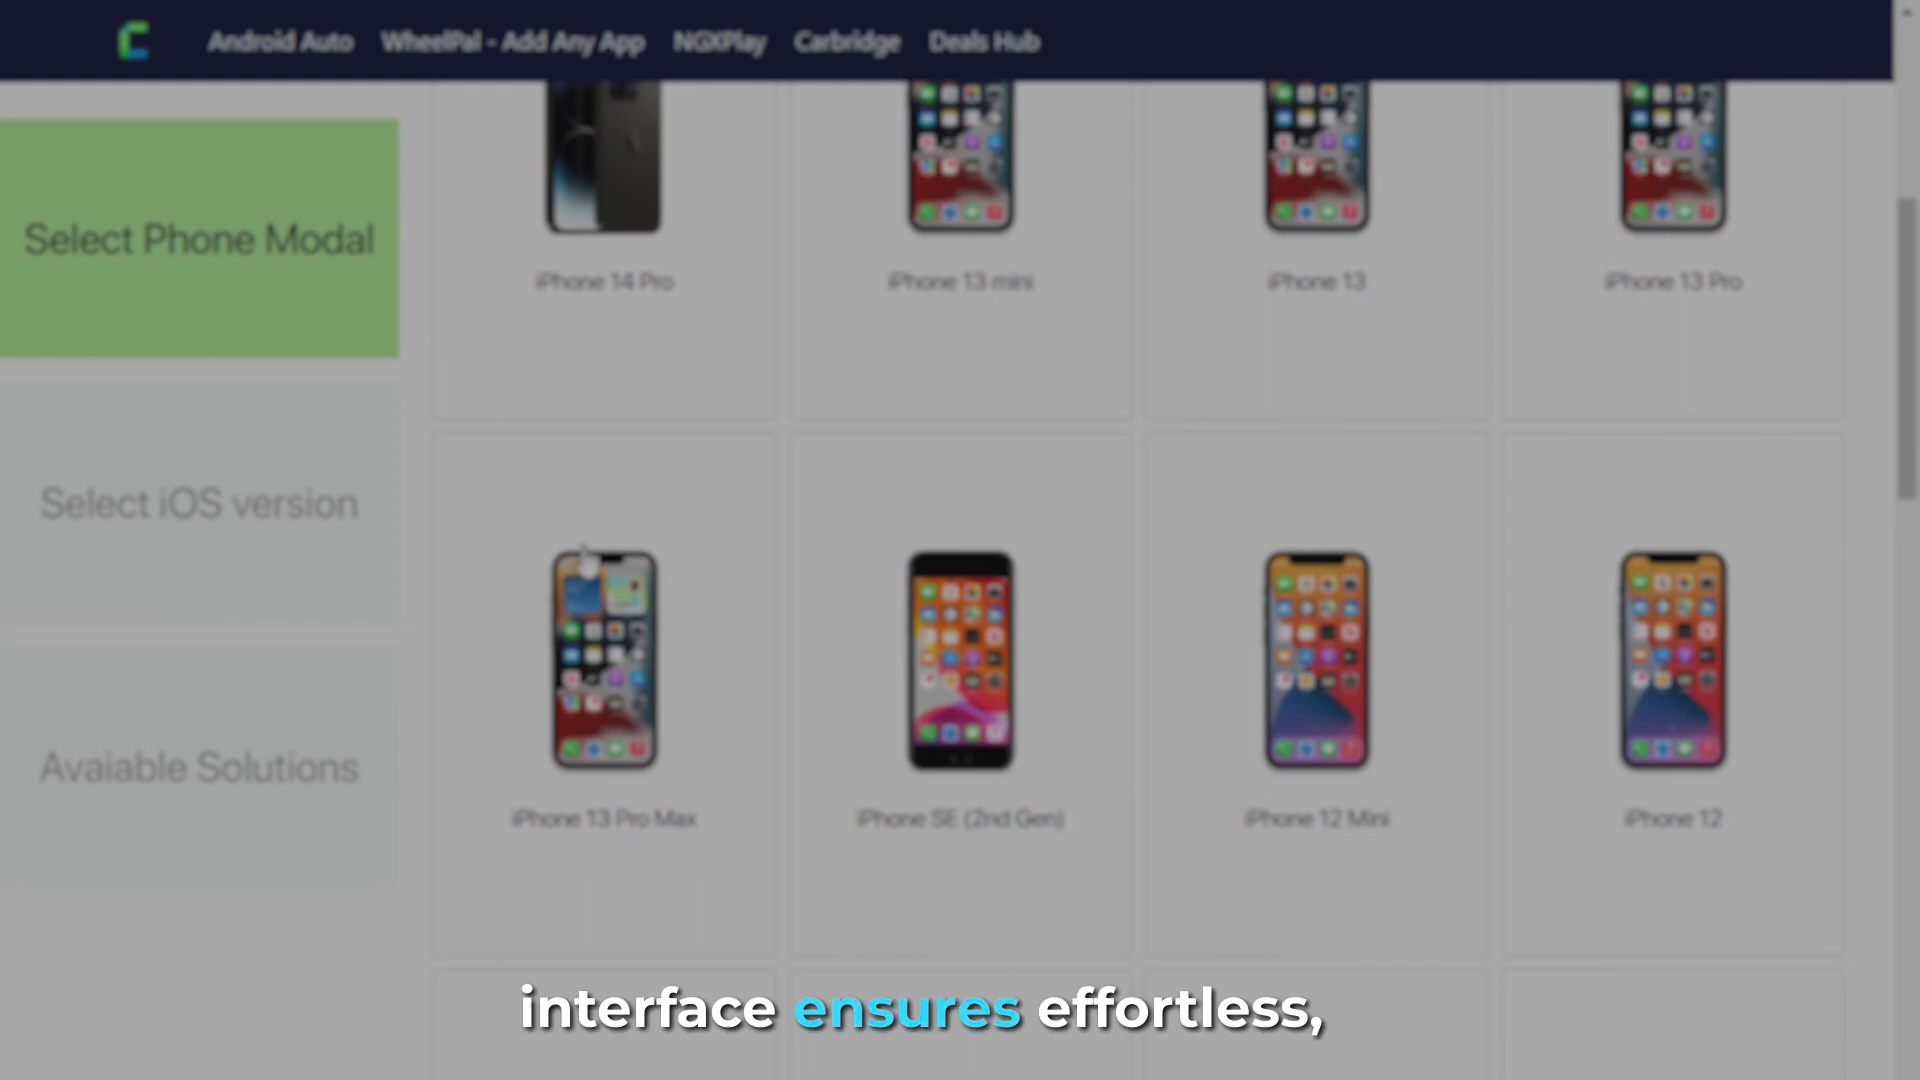 Android Auto WheelPal - Add Any App NGXPlay Carbridge Deals Hub
Select Phone Modal
iPhone 14 Pro iPhone 13 mini iPhone 13 iPhone 13 Pro
Select iOS version
Avaiable Solutions
iPhone 13 Pro Max iPhone SE (2nd Gen) iPhone 12 Mini iPhone 12
interface ensures effortless,